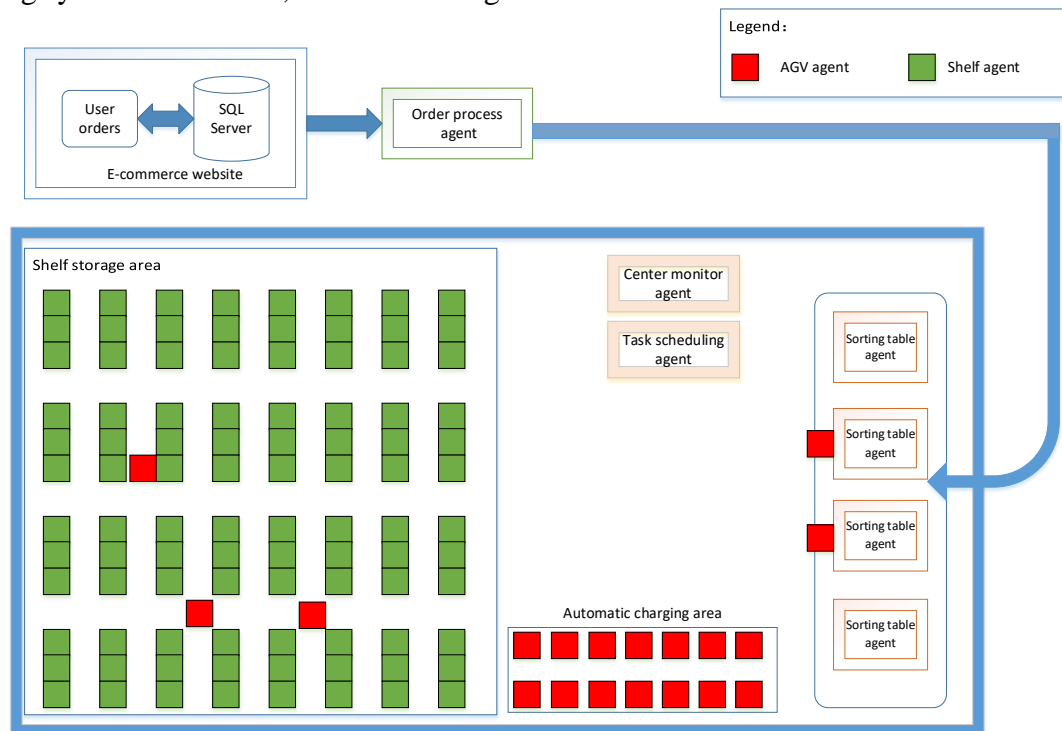 Legend：
AGV agent
Shelf agent
User
orders
SQL
Server
E-commerce website
Order process
agent
Shelf storage area
Center monitor
agent
Task scheduling
agent
Sorting table
agent
Sorting table
agent
Sorting table
agent
Sorting table
agent
Automatic charging area